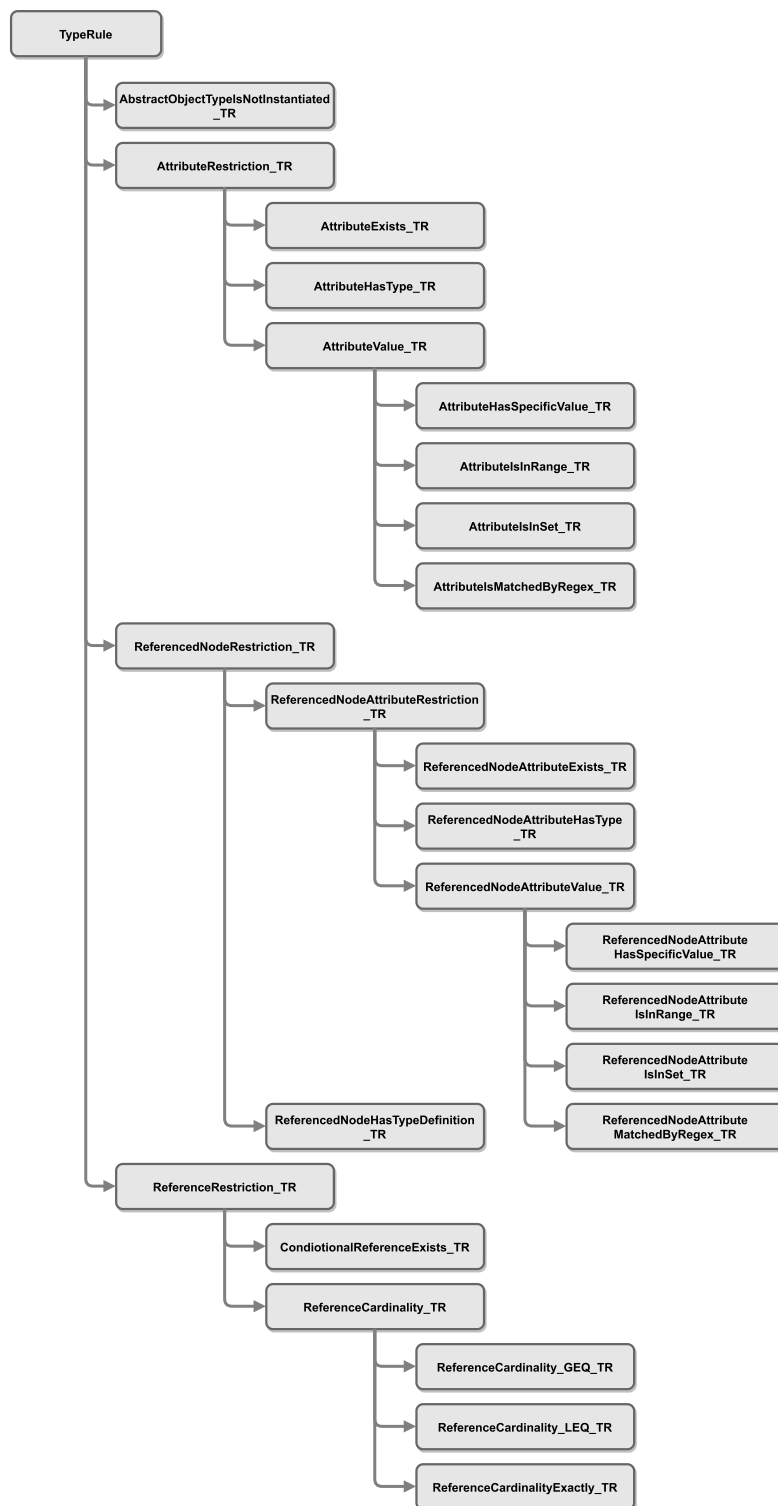 TypeRule
AbstractObjectTypeIsNotInstantiated
_TR
AttributeRestriction_TR
AttributeExists_TR
AttributeHasType_TR
AttributeValue_TR
AttributeHasSpecificValue_TR
AttributeIsInRange_TR
AttributeIsInSet_TR
AttributeIsMatchedByRegex_TR
ReferencedNodeRestriction_TR
ReferencedNodeAttributeRestriction
_TR
ReferencedNodeAttributeExists_TR
ReferencedNodeAttributeHasType
_TR
ReferencedNodeAttributeValue_TR
ReferencedNodeAttribute
HasSpecificValue_TR
ReferencedNodeAttribute
IsInRange_TR
ReferencedNodeAttribute
IsInSet_TR
ReferencedNodeAttribute
MatchedByRegex_TR
ReferencedNodeHasTypeDefinition
_TR
ReferenceRestriction_TR
CondiotionalReferenceExists_TR
ReferenceCardinality_TR
ReferenceCardinality_GEQ_TR
ReferenceCardinality_LEQ_TR
ReferenceCardinalityExactly_TR